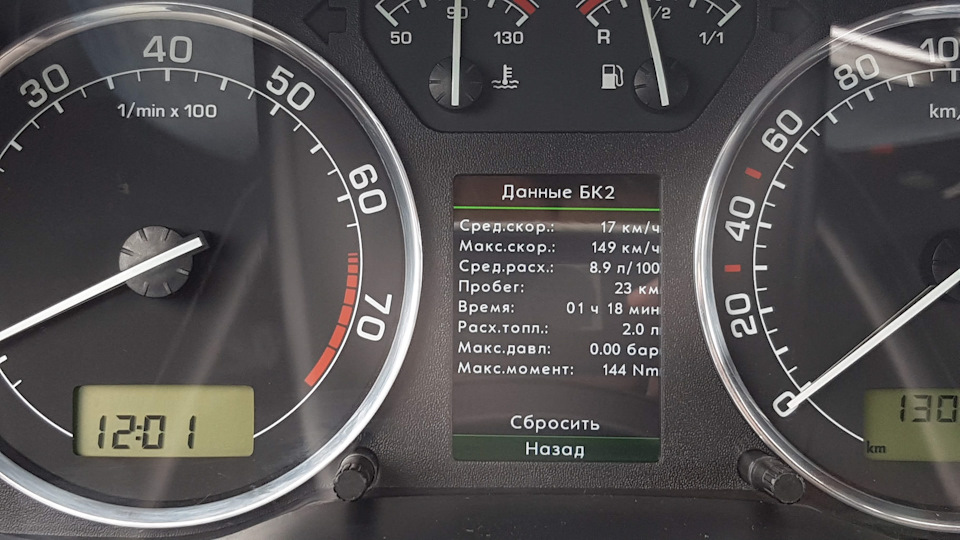 30
40
50
60
70
1/min x 100
12:01
50
90
130
R
1/2
1/1
Данные БК2
Сред.скор.: 17 км/ч
Макс.скор.: 149 км/ч
Сред.расх.: 8.9 л/100
Пробег: 23 км
Время: 01 ч 18 мин
Расх.топл.: 2.0 л
Макс.давл: 0.00 бар
Макс.момент: 144 Nm
Сбросить
Назад
0
20
40
60
80
100
km/
130
km